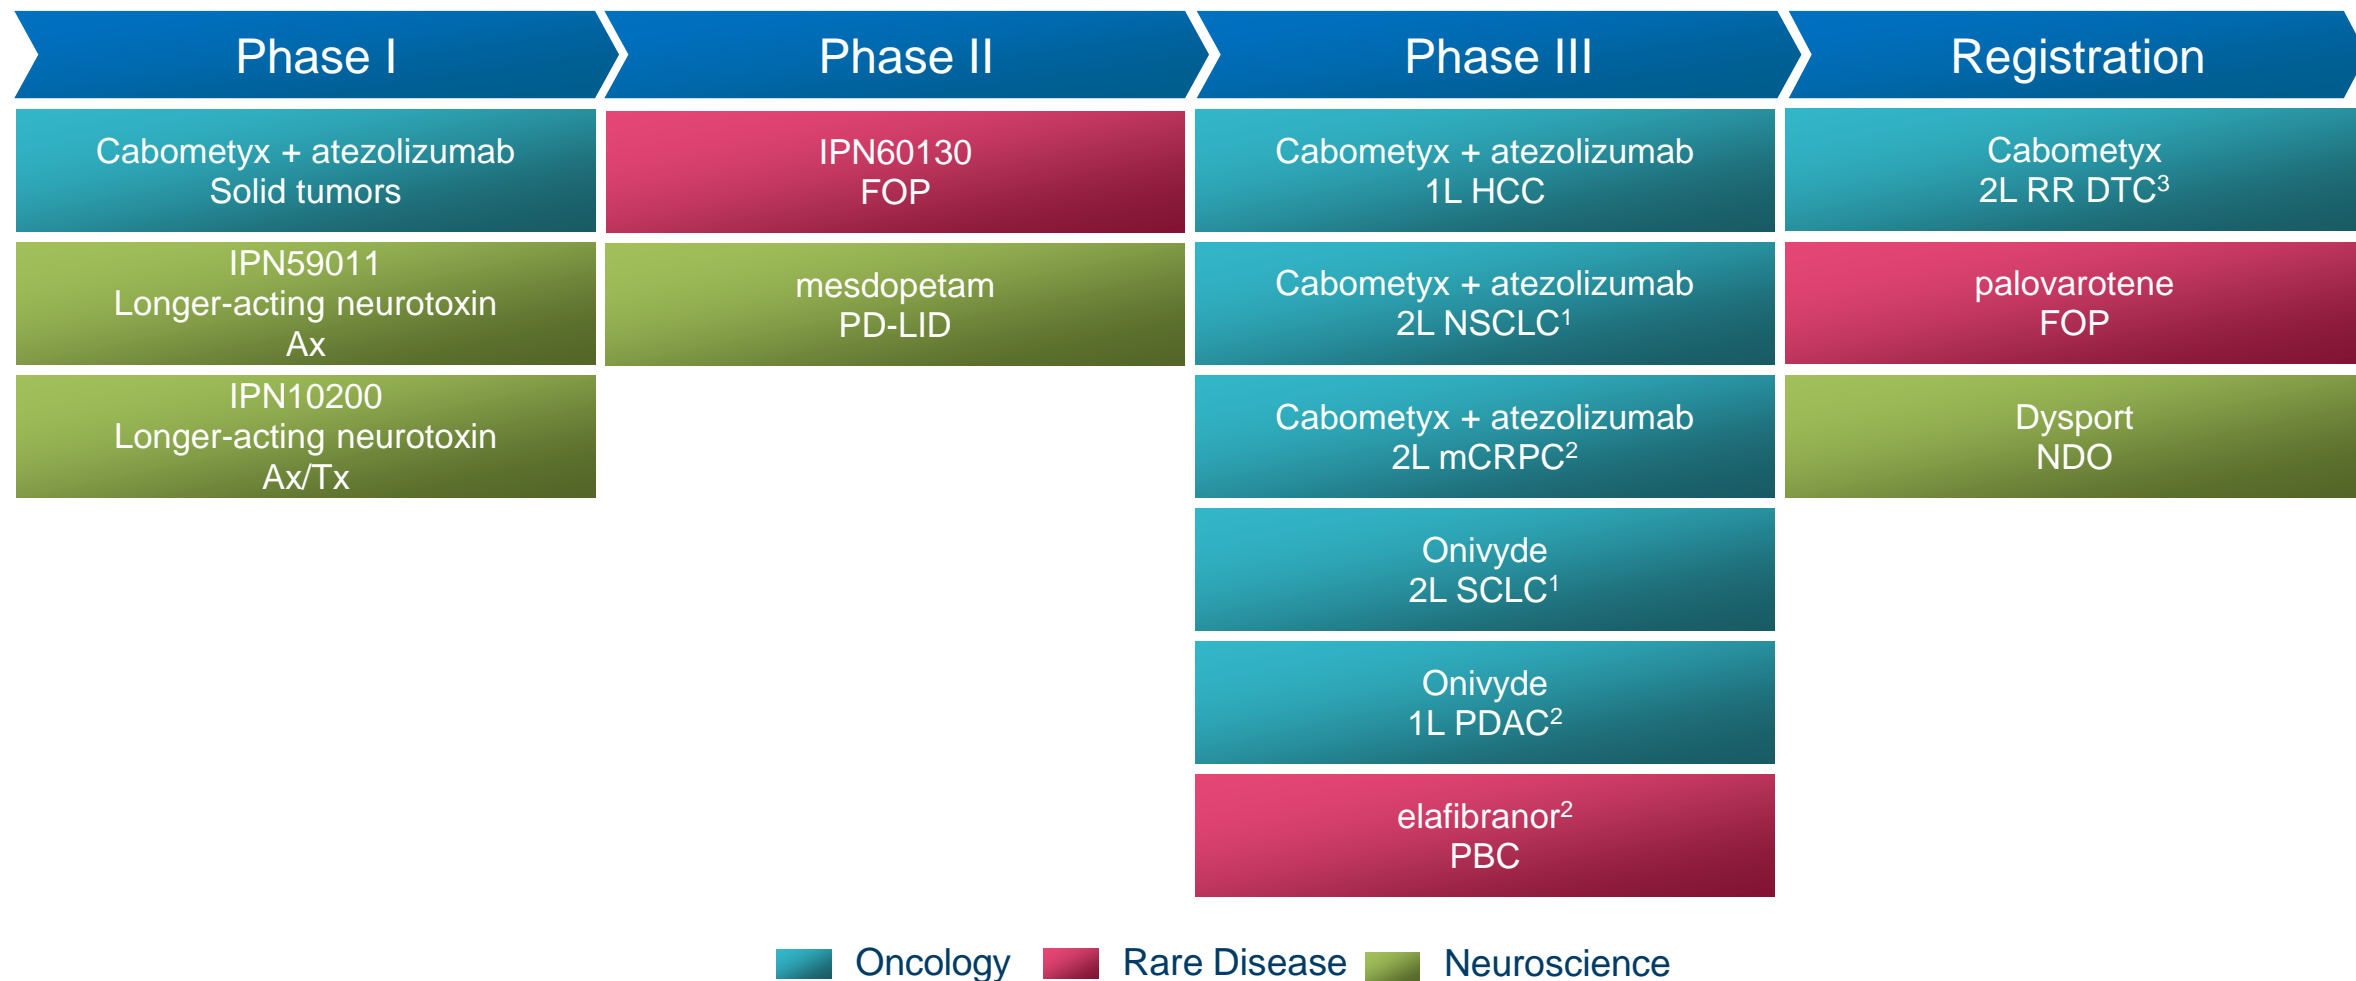 Phase I
Phase II
Phase III
Registration
Cabometyx + atezolizumab
Solid tumors
IPN59011
Longer-acting neurotoxin
Ax
IPN10200
Longer-acting neurotoxin
Ax/Tx
IPN60130
FOP
mesdopetam
PD-LID
Cabometyx + atezolizumab
1L HCC
Cabometyx + atezolizumab
2L NSCLC¹
Cabometyx + atezolizumab
2L mCRPC²
Onivyde
2L SCLC¹
Onivyde
1L PDAC²
elafibranor²
PBC
Cabometyx
2L RR DTC³
palovarotene
FOP
Dysport
NDO
Oncology
Rare Disease
Neuroscience